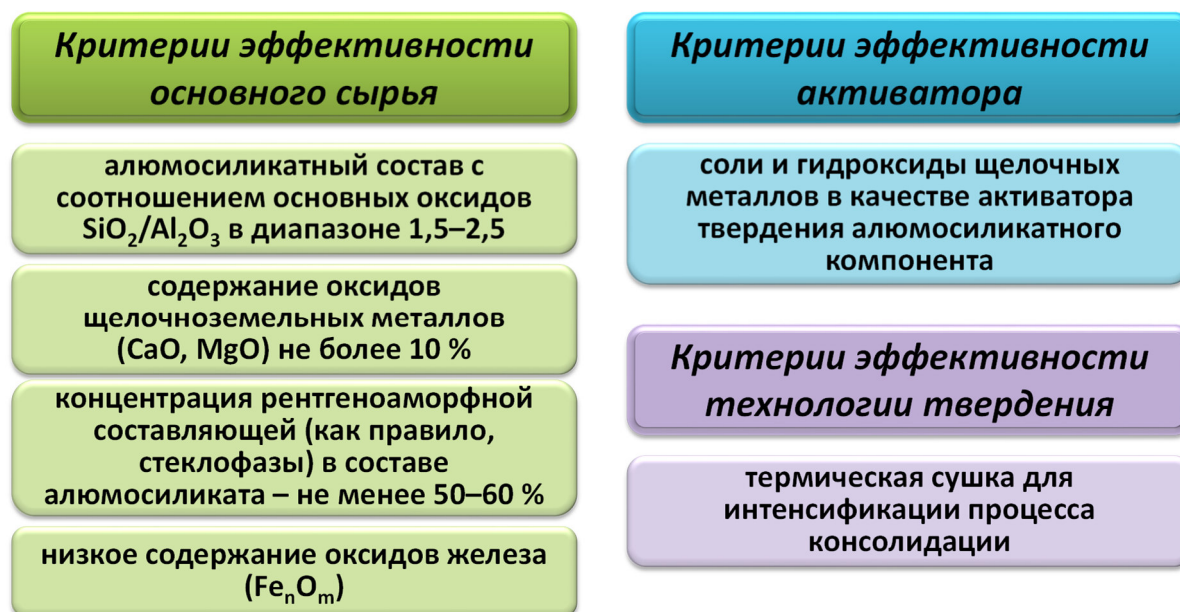 Критерии эффективности
основного сырья
алюмосиликатный состав с
соотношением основных оксидов
SiO₂/Al₂O₃ в диапазоне 1,5–2,5
содержание оксидов
щелочноземельных металлов
(CaO, MgO) не более 10 %
концентрация рентгеноаморфной
составляющей (как правило,
стеклофазы) в составе
алюмосиликата – не менее 50–60 %
низкое содержание оксидов железа
(FeₙOₘ)
Критерии эффективности
активатора
соли и гидроксиды щелочных
металлов в качестве активатора
твердения алюмосиликатного
компонента
Критерии эффективности
технологии твердения
термическая сушка для
интенсификации процесса
консолидации